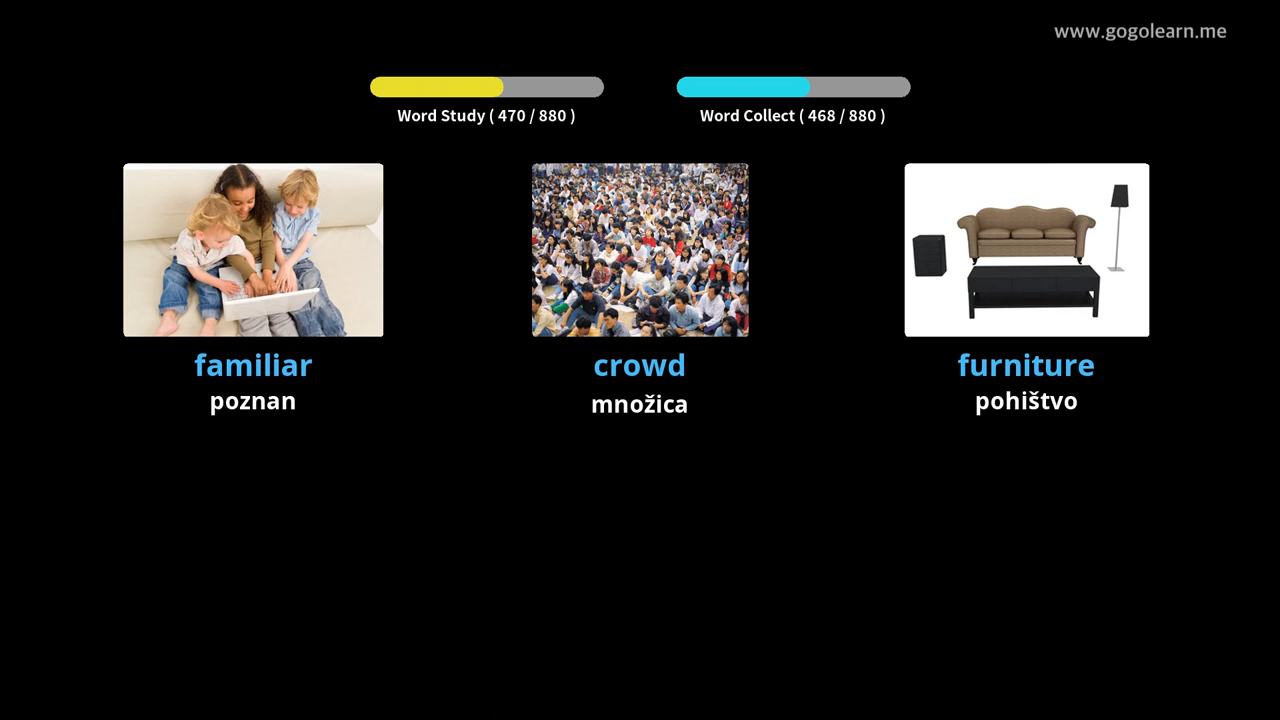 www.gogolearn.me
Word Study ( 470 / 880 )
Word Collect ( 468 / 880 )
familiar
poznan
crowd
množica
furniture
pohištvo